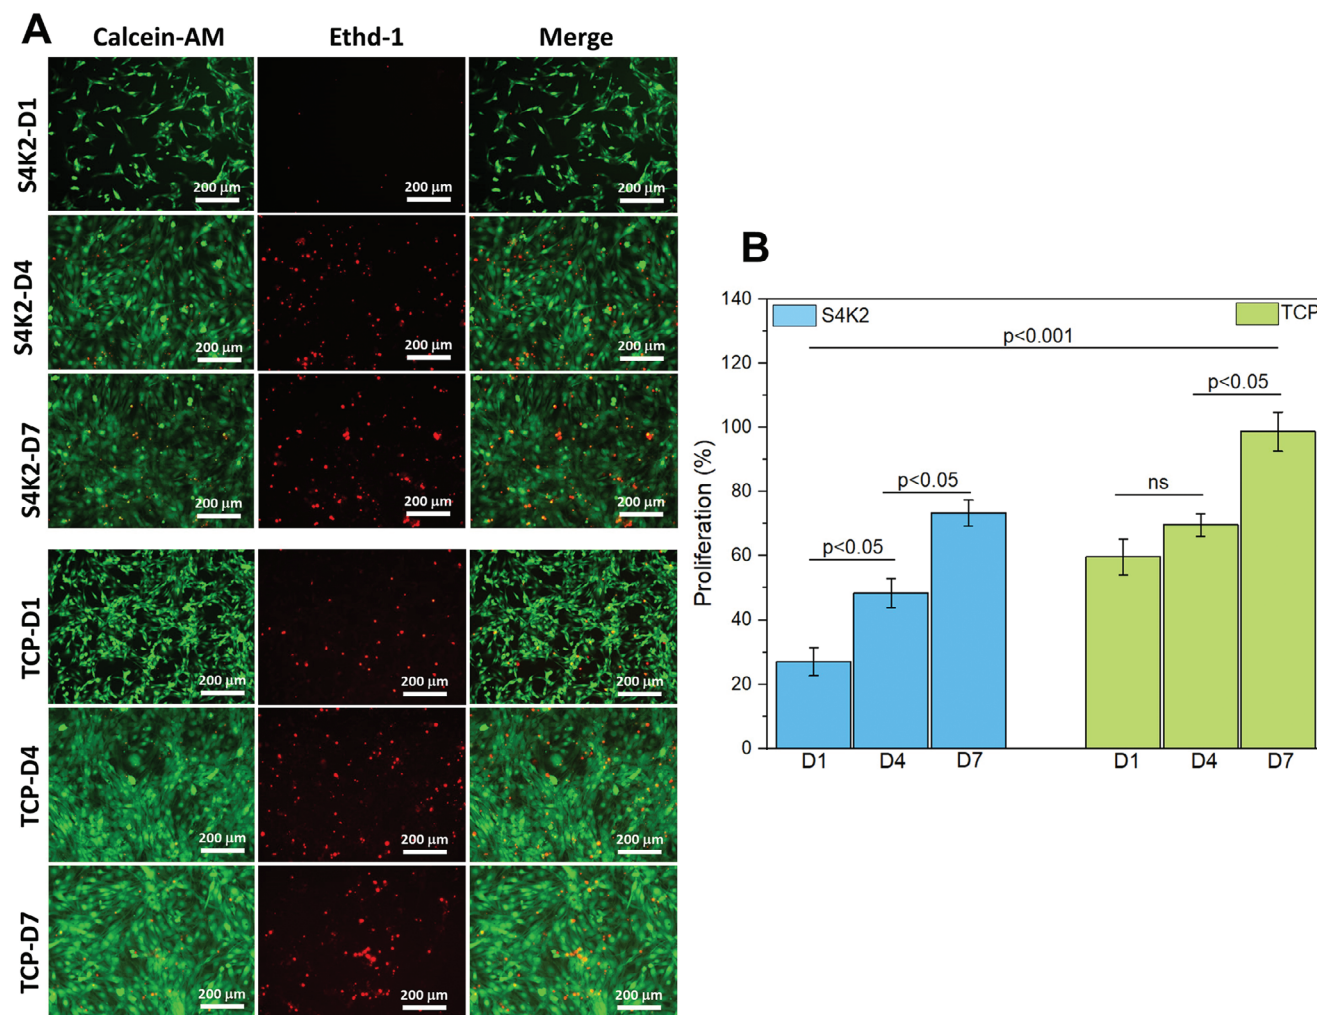 A
Calcein-AM Ethd-1 Merge
S4K2-D1
200 µm 200 µm 200 µm
S4K2-D4
200 µm 200 µm 200 µm
S4K2-D7
200 µm 200 µm 200 µm
TCP-D1
200 µm 200 µm 200 µm
TCP-D4
200 µm 200 µm 200 µm
TCP-D7
200 µm 200 µm 200 µm
B
S4K2 TCP
Proliferation (%)
140
120
100
80
60
40
20
0
p<0.001
p<0.05
p<0.05
ns
p<0.05
D1 D4 D7 D1 D4 D7